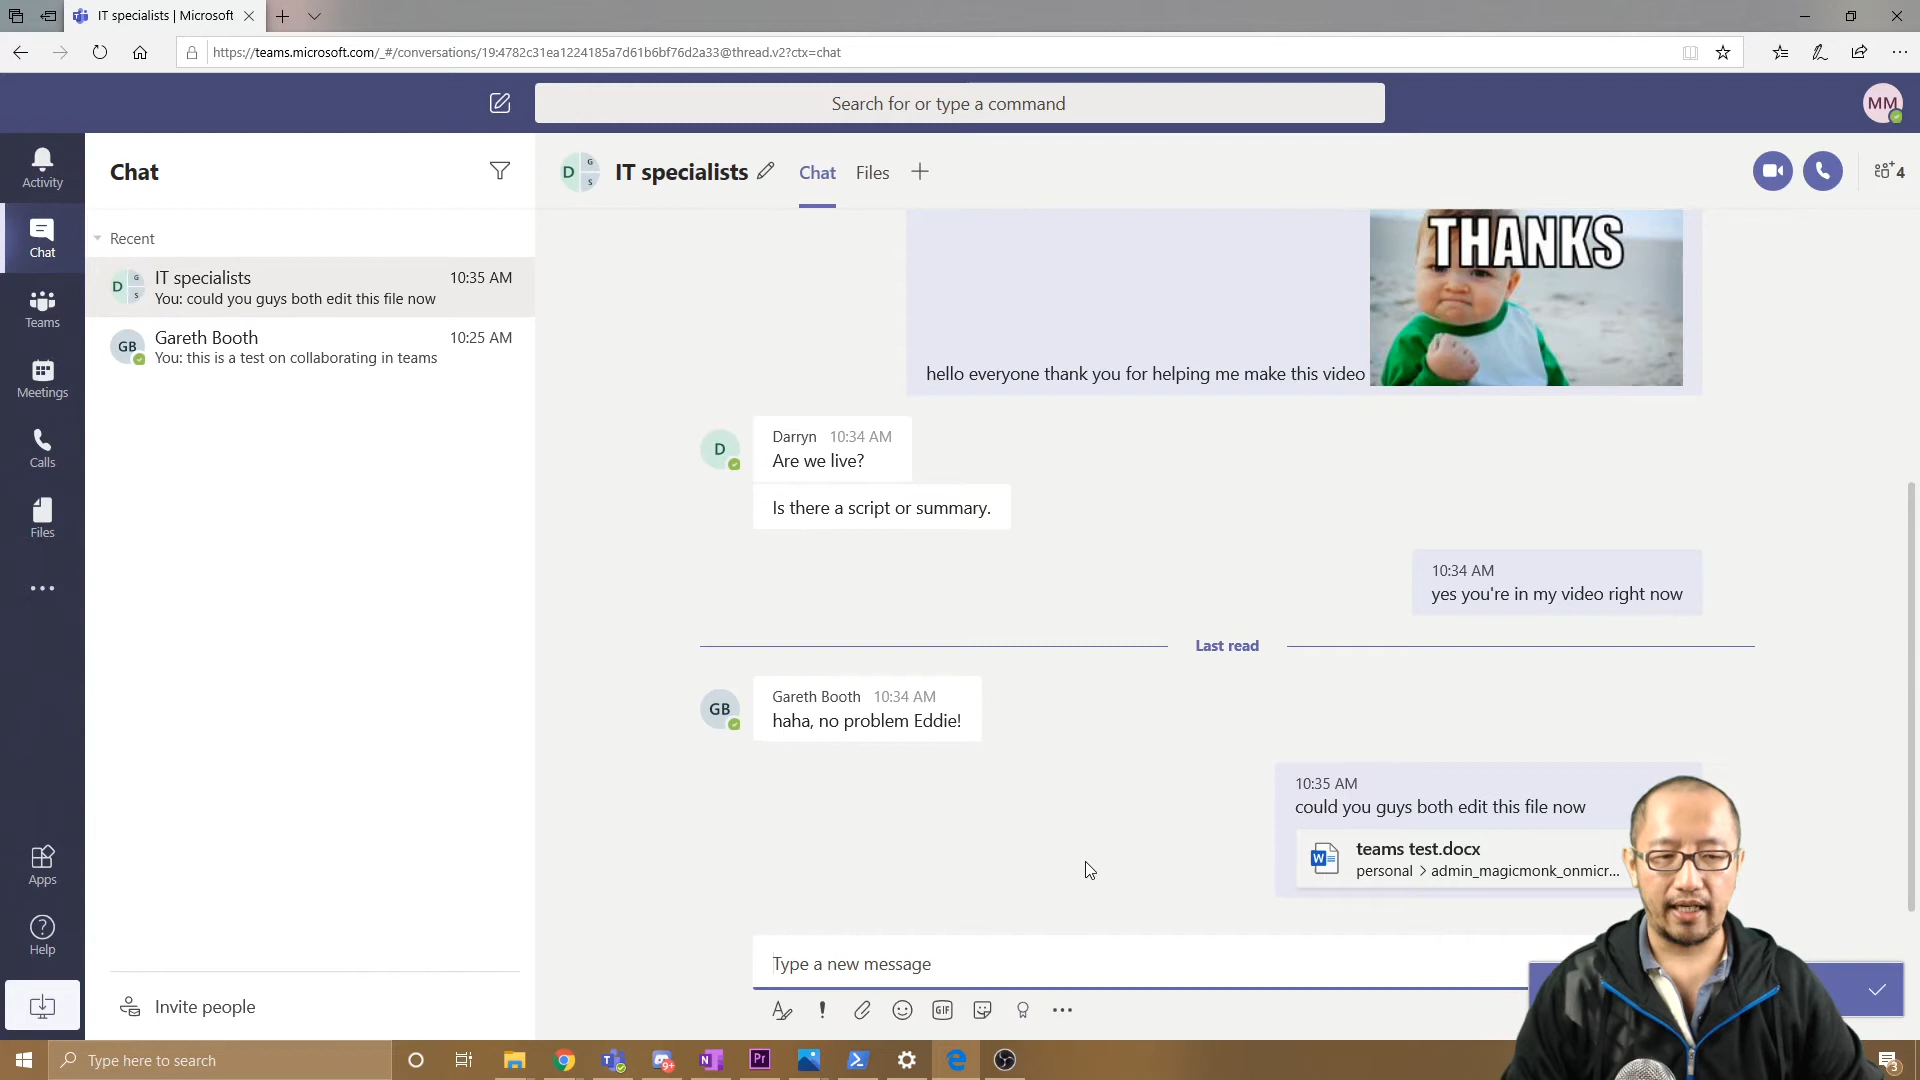 IT specialists | Microsoft
https://teams.microsoft.com/_#/conversations/19:4782c31ea1224185a7d61b6bf76d2a33@thread.v2?ctx=chat
Search for or type a command
MM
Activity
Chat
Teams
Meetings
Calls
Files
Apps
Help
Chat
Recent
D G S
IT specialists 10:35 AM
You: could you guys both edit this file now
GB
Gareth Booth 10:25 AM
You: this is a test on collaborating in teams
Invite people
D G S
IT specialists Chat Files
4
THANKS
hello everyone thank you for helping me make this video
D
Darryn 10:34 AM
Are we live?
Is there a script or summary.
10:34 AM
yes you're in my video right now
Last read
GB
Gareth Booth 10:34 AM
haha, no problem Eddie!
10:35 AM
could you guys both edit this file now
W
teams test.docx
personal > admin_magicmonk_onmicr...
Type a new message
GIF
Type here to search
T
9+
N
Pr
3